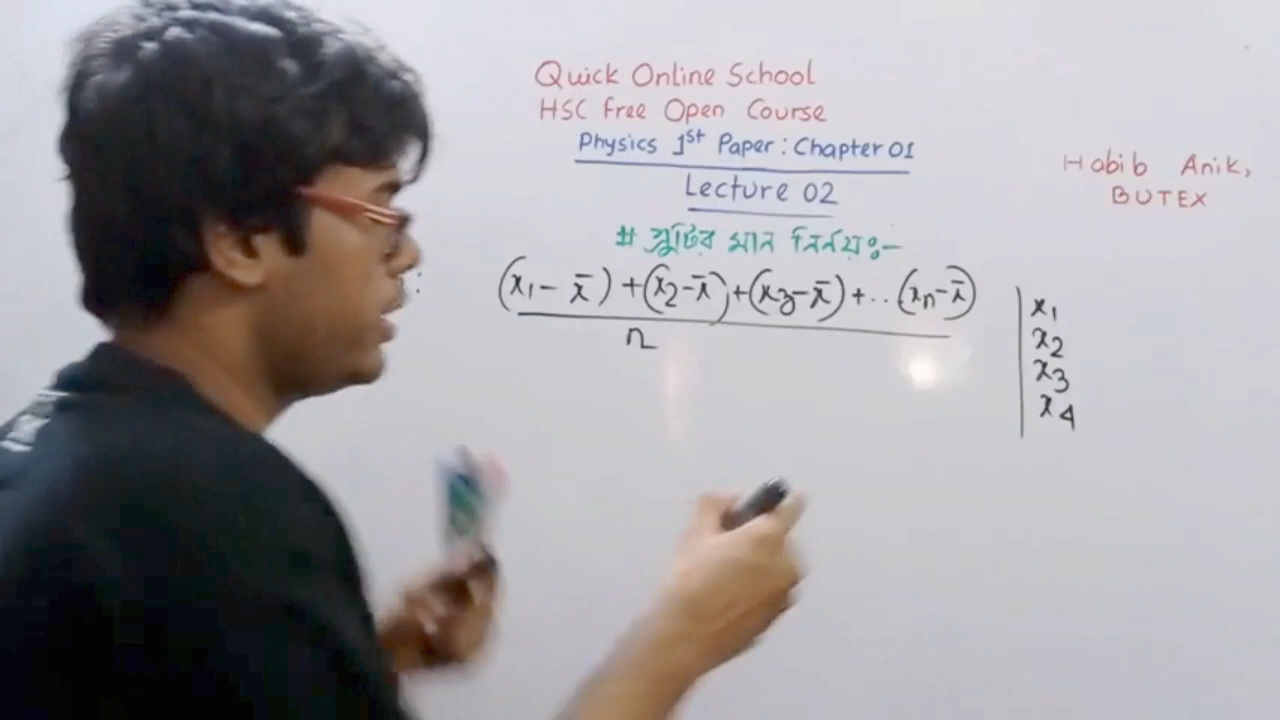 Quick Online School
HSC Free Open Course
Physics 1st Paper : Chapter 01
Lecture 02
# ত্রুটির মান নির্নয়ঃ-
(x₁ - x̄) + (x₂ - x̄) + (x₃ - x̄) + .. (xₙ - x̄)
n
x₁
x₂
x₃
x₄
Habib Anik,
BUTEX